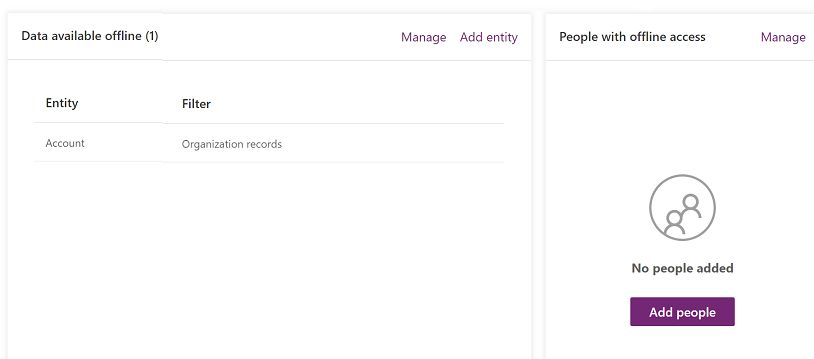 Data available offline (1)
Manage
Add entity
Entity
Filter
Account
Organization records
People with offline access
Manage
No people added
Add people